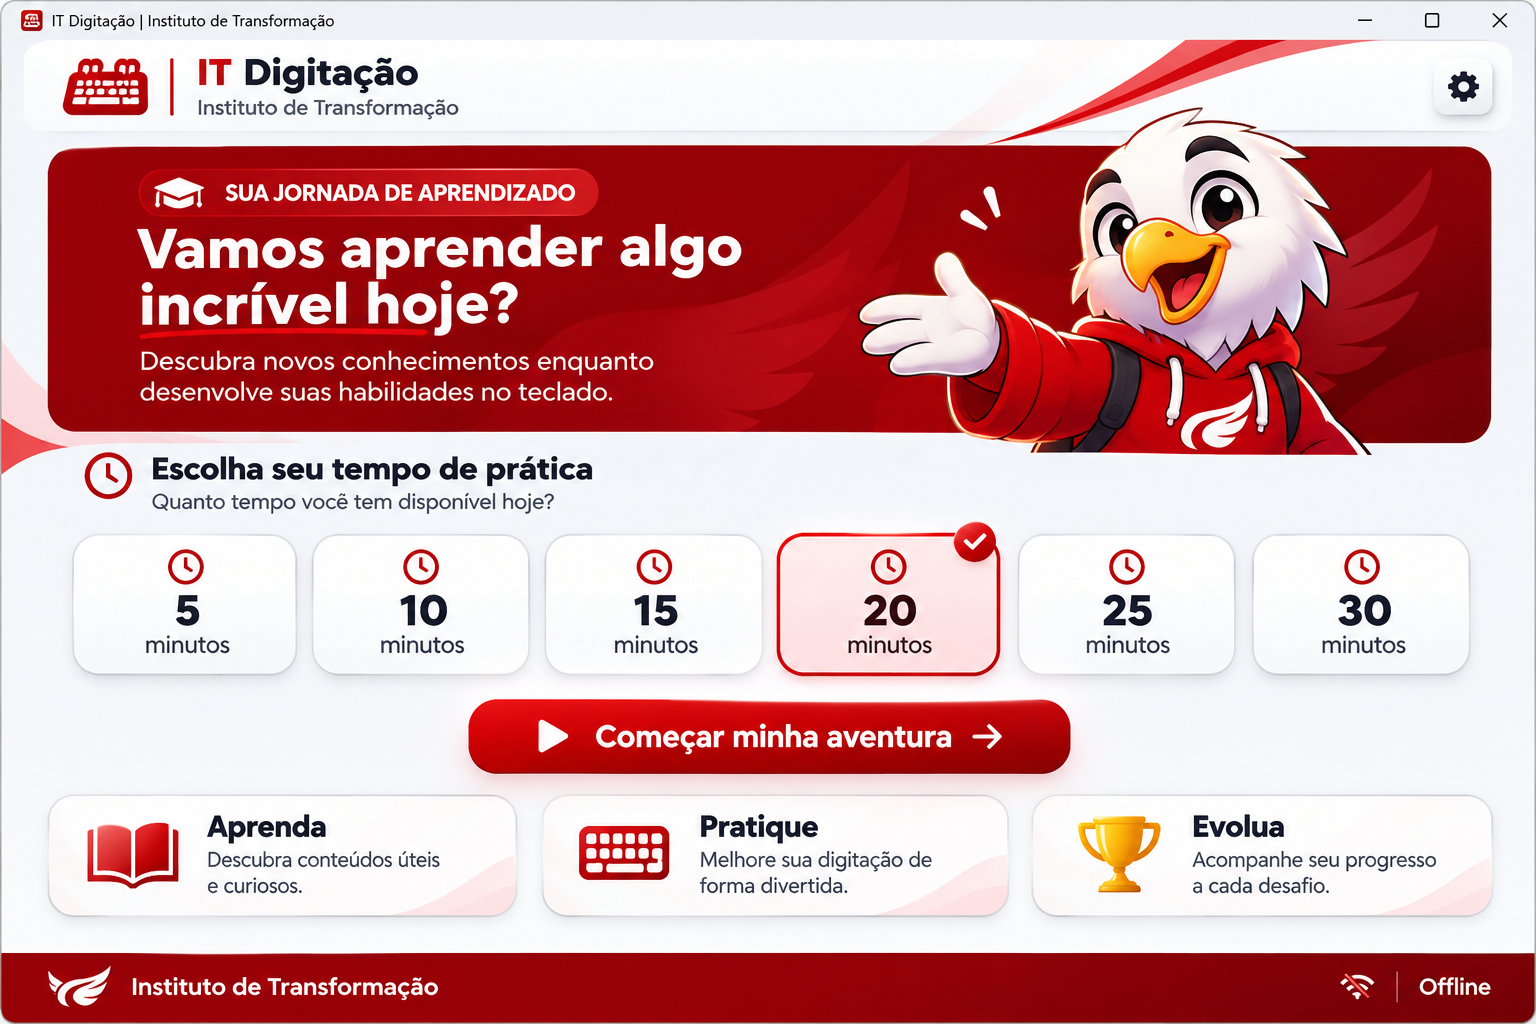 IT Digitação | Instituto de Transformação
IT Digitação
Instituto de Transformação
SUA JORNADA DE APRENDIZADO
Vamos aprender algo
incrível hoje?
Descubra novos conhecimentos enquanto
desenvolve suas habilidades no teclado.
Escolha seu tempo de prática
Quanto tempo você tem disponível hoje?
5
minutos
10
minutos
15
minutos
20
minutos
25
minutos
30
minutos
Começar minha aventura
Aprenda
Descubra conteúdos úteis
e curiosos.
Pratique
Melhore sua digitação de
forma divertida.
Evolua
Acompanhe seu progresso
a cada desafio.
Instituto de Transformação
Offline